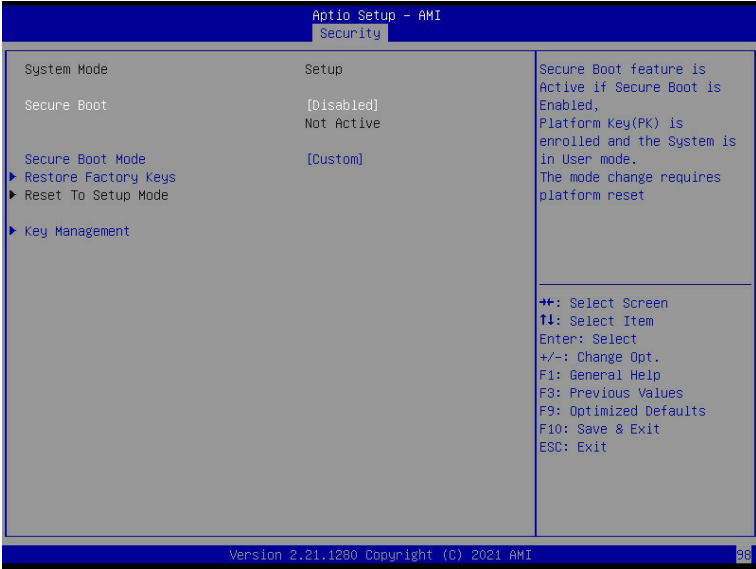 Aptio Setup - AMI
Security
System Mode Setup
Secure Boot [Disabled]
Not Active
Secure Boot Mode [Custom]
Restore Factory Keys
Reset To Setup Mode
Key Management
Secure Boot feature is
Active if Secure Boot is
Enabled,
Platform Key(PK) is
enrolled and the System is
in User mode.
The mode change requires
platform reset
→←: Select Screen
↑↓: Select Item
Enter: Select
+/-: Change Opt.
F1: General Help
F3: Previous Values
F9: Optimized Defaults
F10: Save & Exit
ESC: Exit
Version 2.21.1280 Copyright (C) 2021 AMI
98